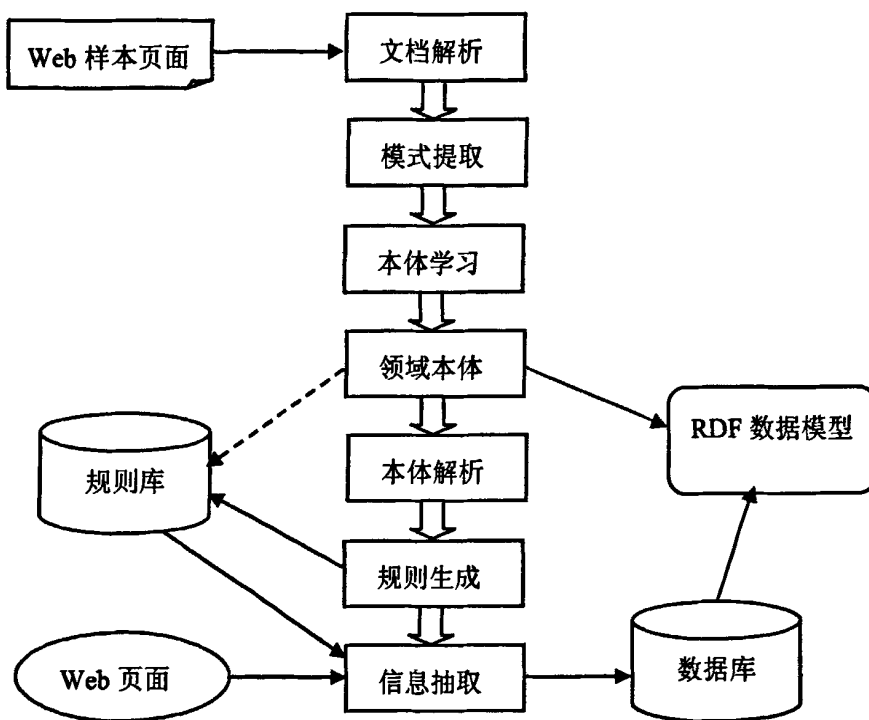 Web 样本页面
文档解析
模式提取
本体学习
领域本体
RDF 数据模型
规则库
本体解析
规则生成
Web 页面
信息抽取
数据库